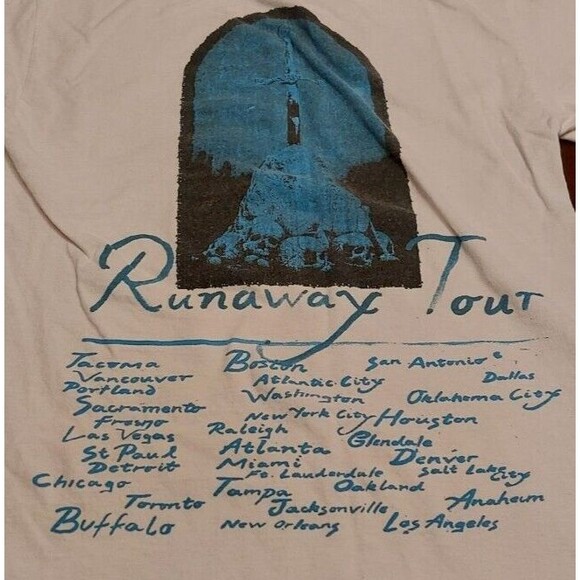 Runaway Tour
Tacoma
Vancouver
Portland
Sacramento
Fresno
Las Vegas
St Paul
Detroit
Chicago
Toronto
Buffalo
Boston
Atlantic City
Washington
New York City
Raleigh
Atlanta
Miami
Ft. Lauderdale
Tampa
Jacksonville
New Orleans
San Antonio
Dallas
Oklahoma City
Houston
Glendale
Denver
Salt Lake City
Oakland
Anaheim
Los Angeles